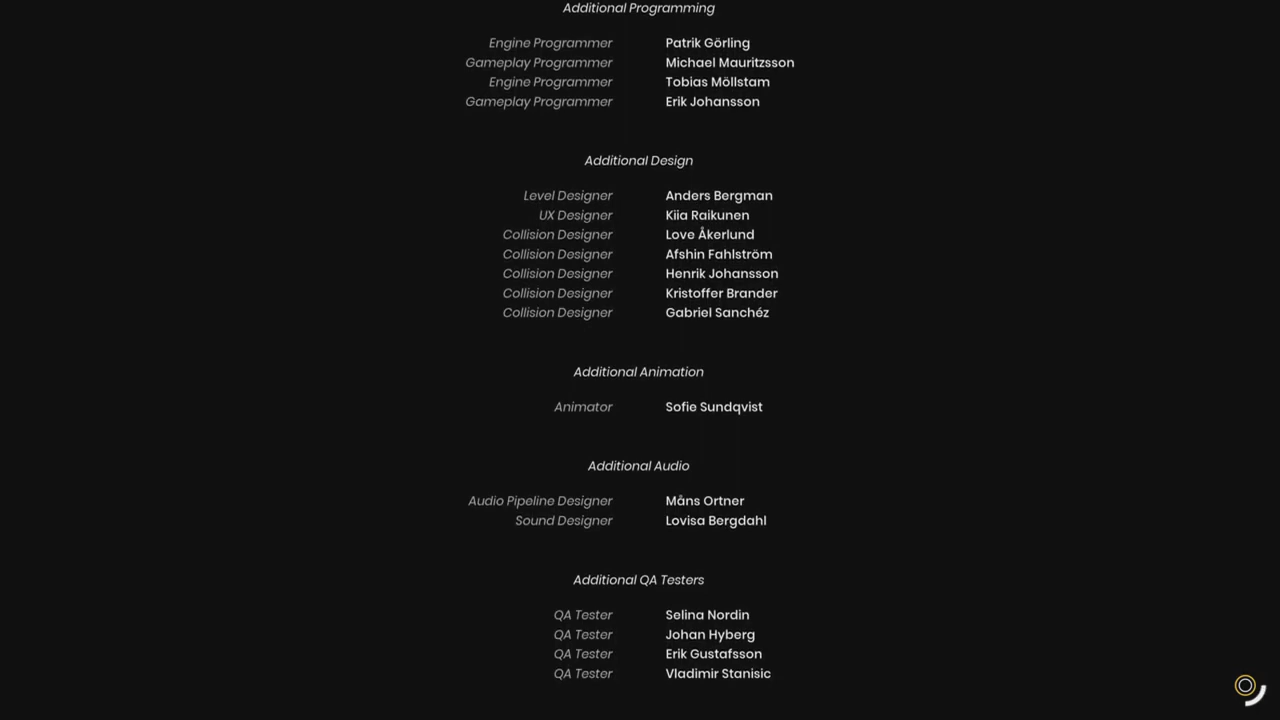 Additional Programming
Engine Programmer Patrik Görling
Gameplay Programmer Michael Mauritzsson
Engine Programmer Tobias Möllstam
Gameplay Programmer Erik Johansson
Additional Design
Level Designer Anders Bergman
UX Designer Kiia Raikunen
Collision Designer Love Åkerlund
Collision Designer Afshin Fahlström
Collision Designer Henrik Johansson
Collision Designer Kristoffer Brander
Collision Designer Gabriel Sanchéz
Additional Animation
Animator Sofie Sundqvist
Additional Audio
Audio Pipeline Designer Måns Ortner
Sound Designer Lovisa Bergdahl
Additional QA Testers
QA Tester Selina Nordin
QA Tester Johan Hyberg
QA Tester Erik Gustafsson
QA Tester Vladimir Stanisic